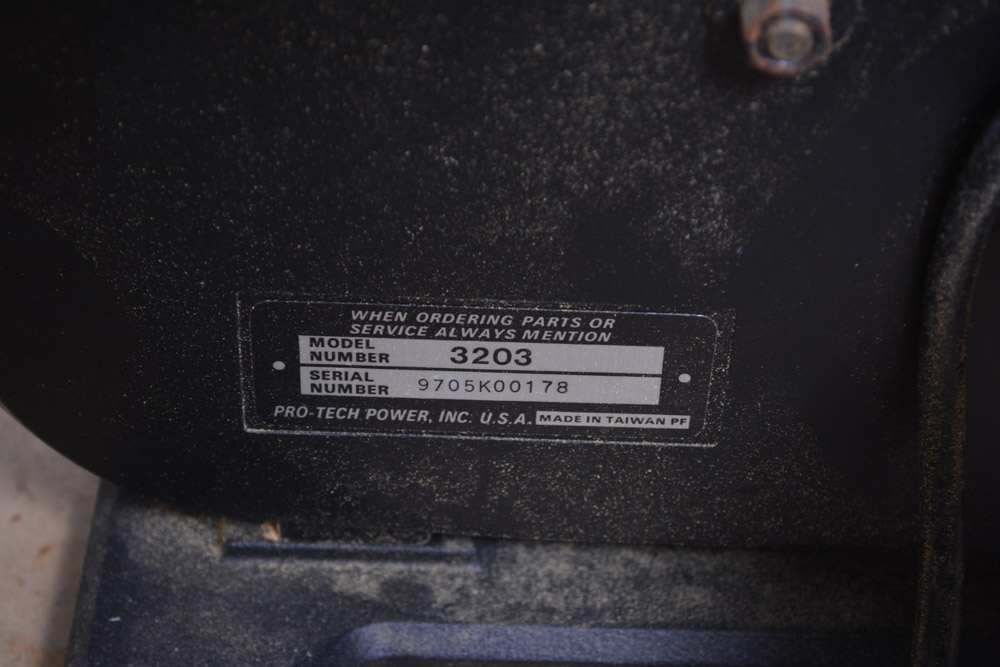 WHEN ORDERING PARTS OR
SERVICE ALWAYS MENTION
MODEL
NUMBER 3203
SERIAL
NUMBER 9705K00178
PRO-TECH POWER, INC. U.S.A. MADE IN TAIWAN PF